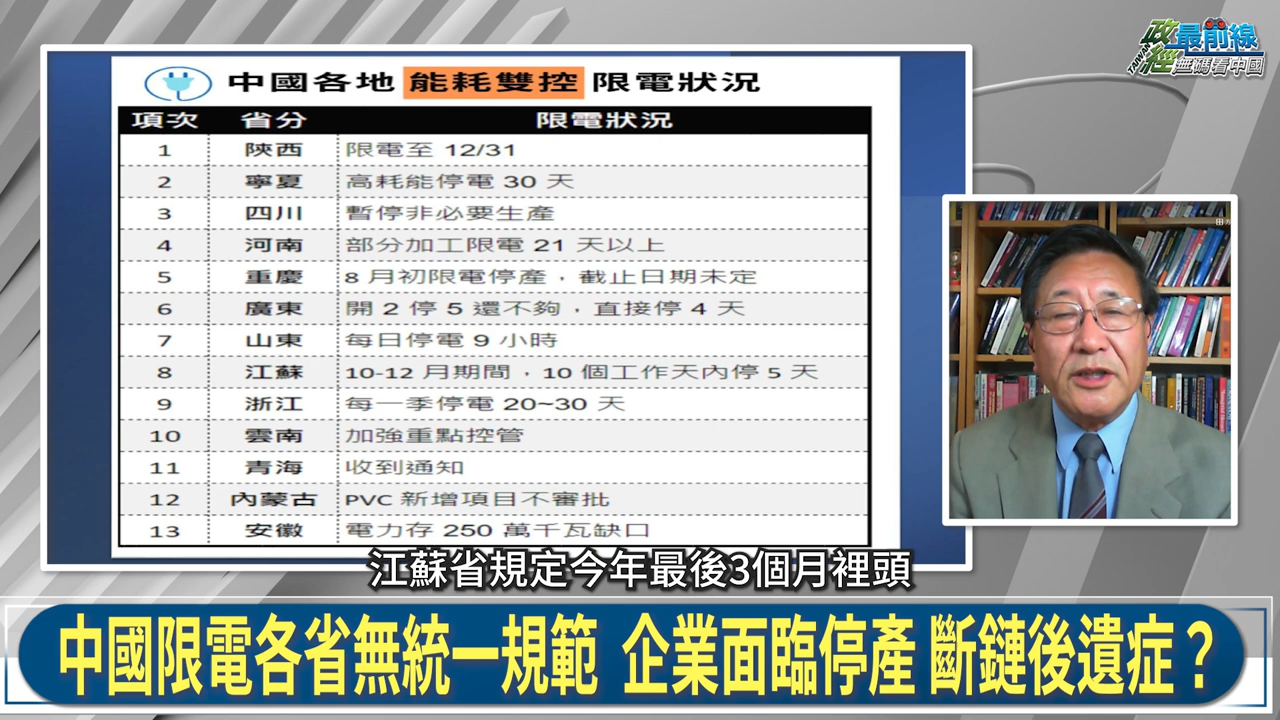 政經最前線
無碼看中國
中國各地 能耗雙控 限電狀況
項次 省分 限電狀況
1 陝西 限電至 12/31
2 寧夏 高耗能停電 30 天
3 四川 暫停非必要生產
4 河南 部分加工限電 21 天以上
5 重慶 8 月初限電停產，截止日期未定
6 廣東 開 2 停 5 還不夠，直接停 4 天
7 山東 每日停電 9 小時
8 江蘇 10-12 月期間，10 個工作天內停 5 天
9 浙江 每一季停電 20~30 天
10 雲南 加強重點控管
11 青海 收到通知
12 內蒙古 PVC 新增項目不審批
13 安徽 電力存 250 萬千瓦缺口
江蘇省規定今年最後3個月裡頭
中國限電各省無統一規範 企業面臨停產 斷鏈後遺症？